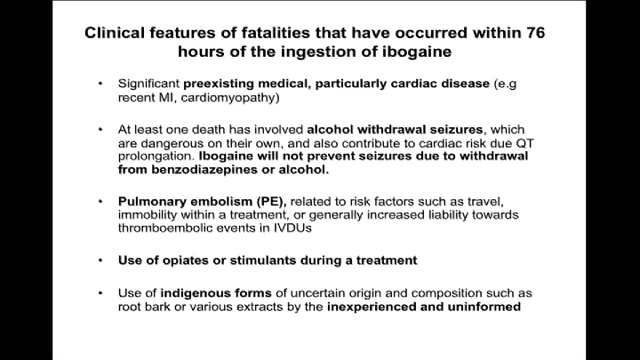 Clinical features of fatalities that have occurred within 76
hours of the ingestion of ibogaine
• Significant preexisting medical, particularly cardiac disease (e.g
recent MI, cardiomyopathy)
• At least one death has involved alcohol withdrawal seizures, which
are dangerous on their own, and also contribute to cardiac risk due QT
prolongation. Ibogaine will not prevent seizures due to withdrawal
from benzodiazepines or alcohol.
• Pulmonary embolism (PE), related to risk factors such as travel,
immobility within a treatment, or generally increased liability towards
thromboembolic events in IVDUs
• Use of opiates or stimulants during a treatment
• Use of indigenous forms of uncertain origin and composition such as
root bark or various extracts by the inexperienced and uninformed